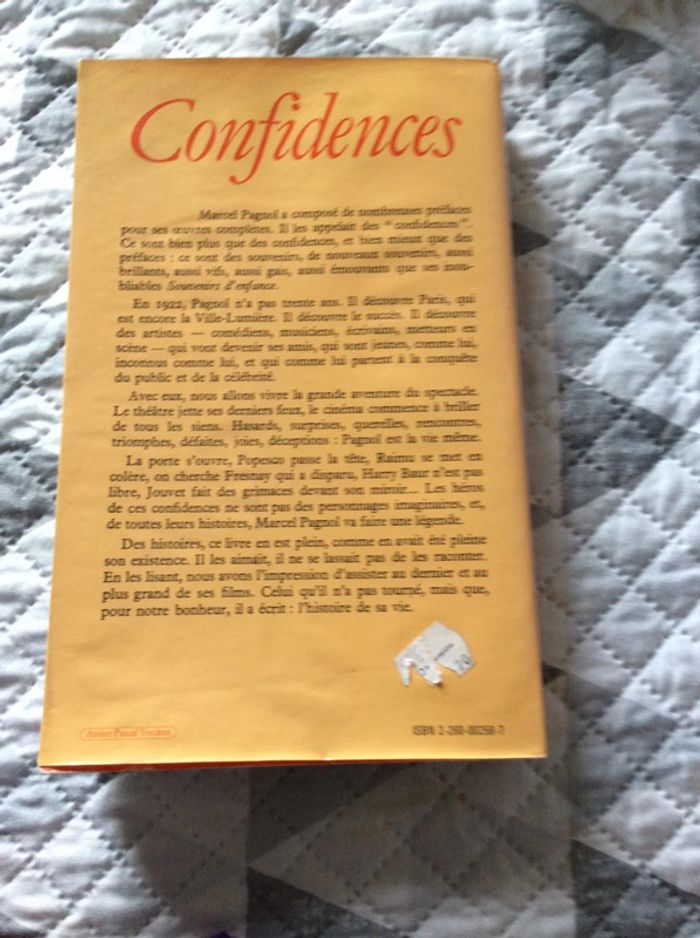 Confidences
Marcel Pagnol a composé de nombreuses préfaces
pour ses œuvres complètes. Il les appelait des "confidences".
Ce sont bien plus que des confidences, et bien mieux que des
préfaces : ce sont des souvenirs, de nouveaux souvenirs, aussi
brillants, aussi vifs, aussi gais, aussi émouvants que ses inou-
bliables Souvenirs d'enfance.
En 1922, Pagnol n'a pas trente ans. Il découvre Paris, qui
est encore la Ville-Lumière. Il découvre le succès. Il découvre
des artistes — comédiens, musiciens, écrivains, metteurs en
scène — qui vont devenir ses amis, qui sont jeunes, comme lui,
inconnus comme lui, et qui comme lui partent à la conquête
du public et de la célébrité.
Avec eux, nous allons vivre la grande aventure du spectacle.
Le théâtre jette ses derniers feux, le cinéma commence à briller
de tous les siens. Hasards, surprises, querelles, rencontres,
triomphes, défaites, joies, déceptions : Pagnol est la vie même.
La porte s'ouvre, Popesco passe la tête, Raimu se met en
colère, on cherche Fresnay qui a disparu, Harry Baur n'est pas
libre, Jouvet fait des grimaces devant son miroir... Les héros
de ces confidences ne sont pas des personnages imaginaires, et,
de toutes leurs histoires, Marcel Pagnol va faire une légende.
Des histoires, ce livre en est plein, comme en avait été pleine
son existence. Il les aimait, il ne se lassait pas de les raconter.
En les lisant, nous avons l'impression d'assister au dernier et au
plus grand de ses films. Celui qu'il n'a pas tourné, mais que,
pour notre bonheur, il a écrit : l'histoire de sa vie.
Atelier Pascal Vercken
ISBN 2-260-00256-7